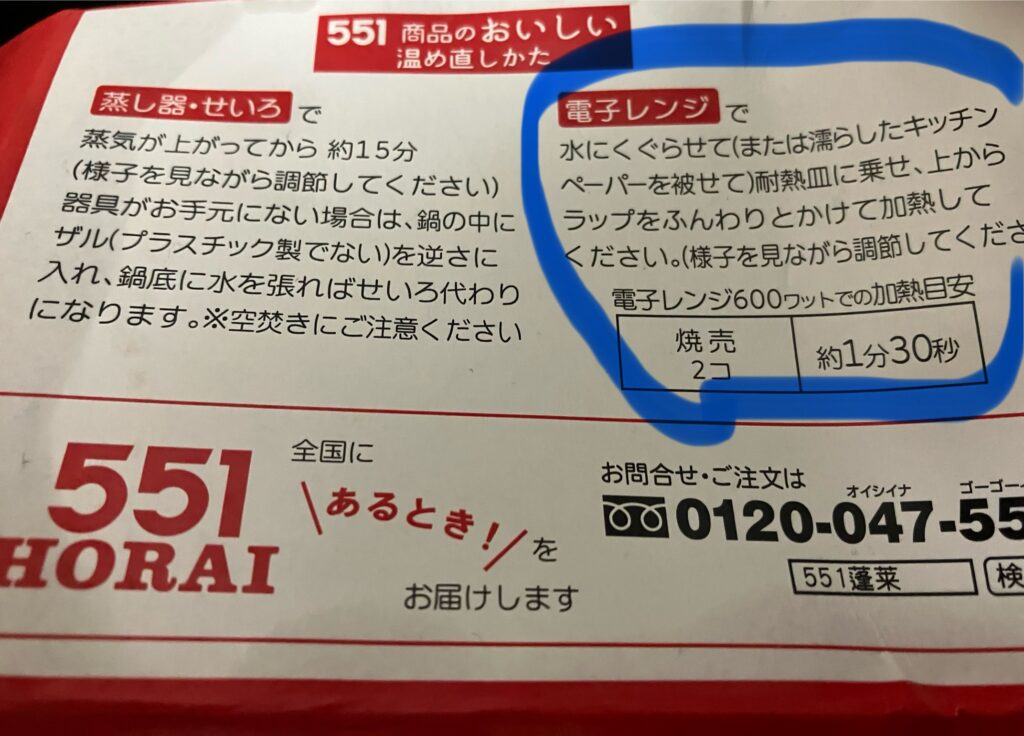 551 商品のおいしい
温め直しかた
蒸し器・せいろ で
蒸気が上がってから 約15分
(様子を見ながら調節してください)
器具がお手元にない場合は、鍋の中に
ザル(プラスチック製でない)を逆さに
入れ、鍋底に水を張ればせいろ代わり
になります。※空焚きにご注意ください
電子レンジ で
水にくぐらせて(または濡らしたキッチン
ペーパーを被せて)耐熱皿に乗せ、上から
ラップをふんわりとかけて加熱して
ください。(様子を見ながら調節してくださ
電子レンジ600ワットでの加熱目安
焼売
2コ
約1分30秒
551
HORAI
全国に
あるとき!
を
お届けします
お問合せ・ご注文は
オイシイナ ゴーゴーイ
0120-047-55
551蓬莱 検